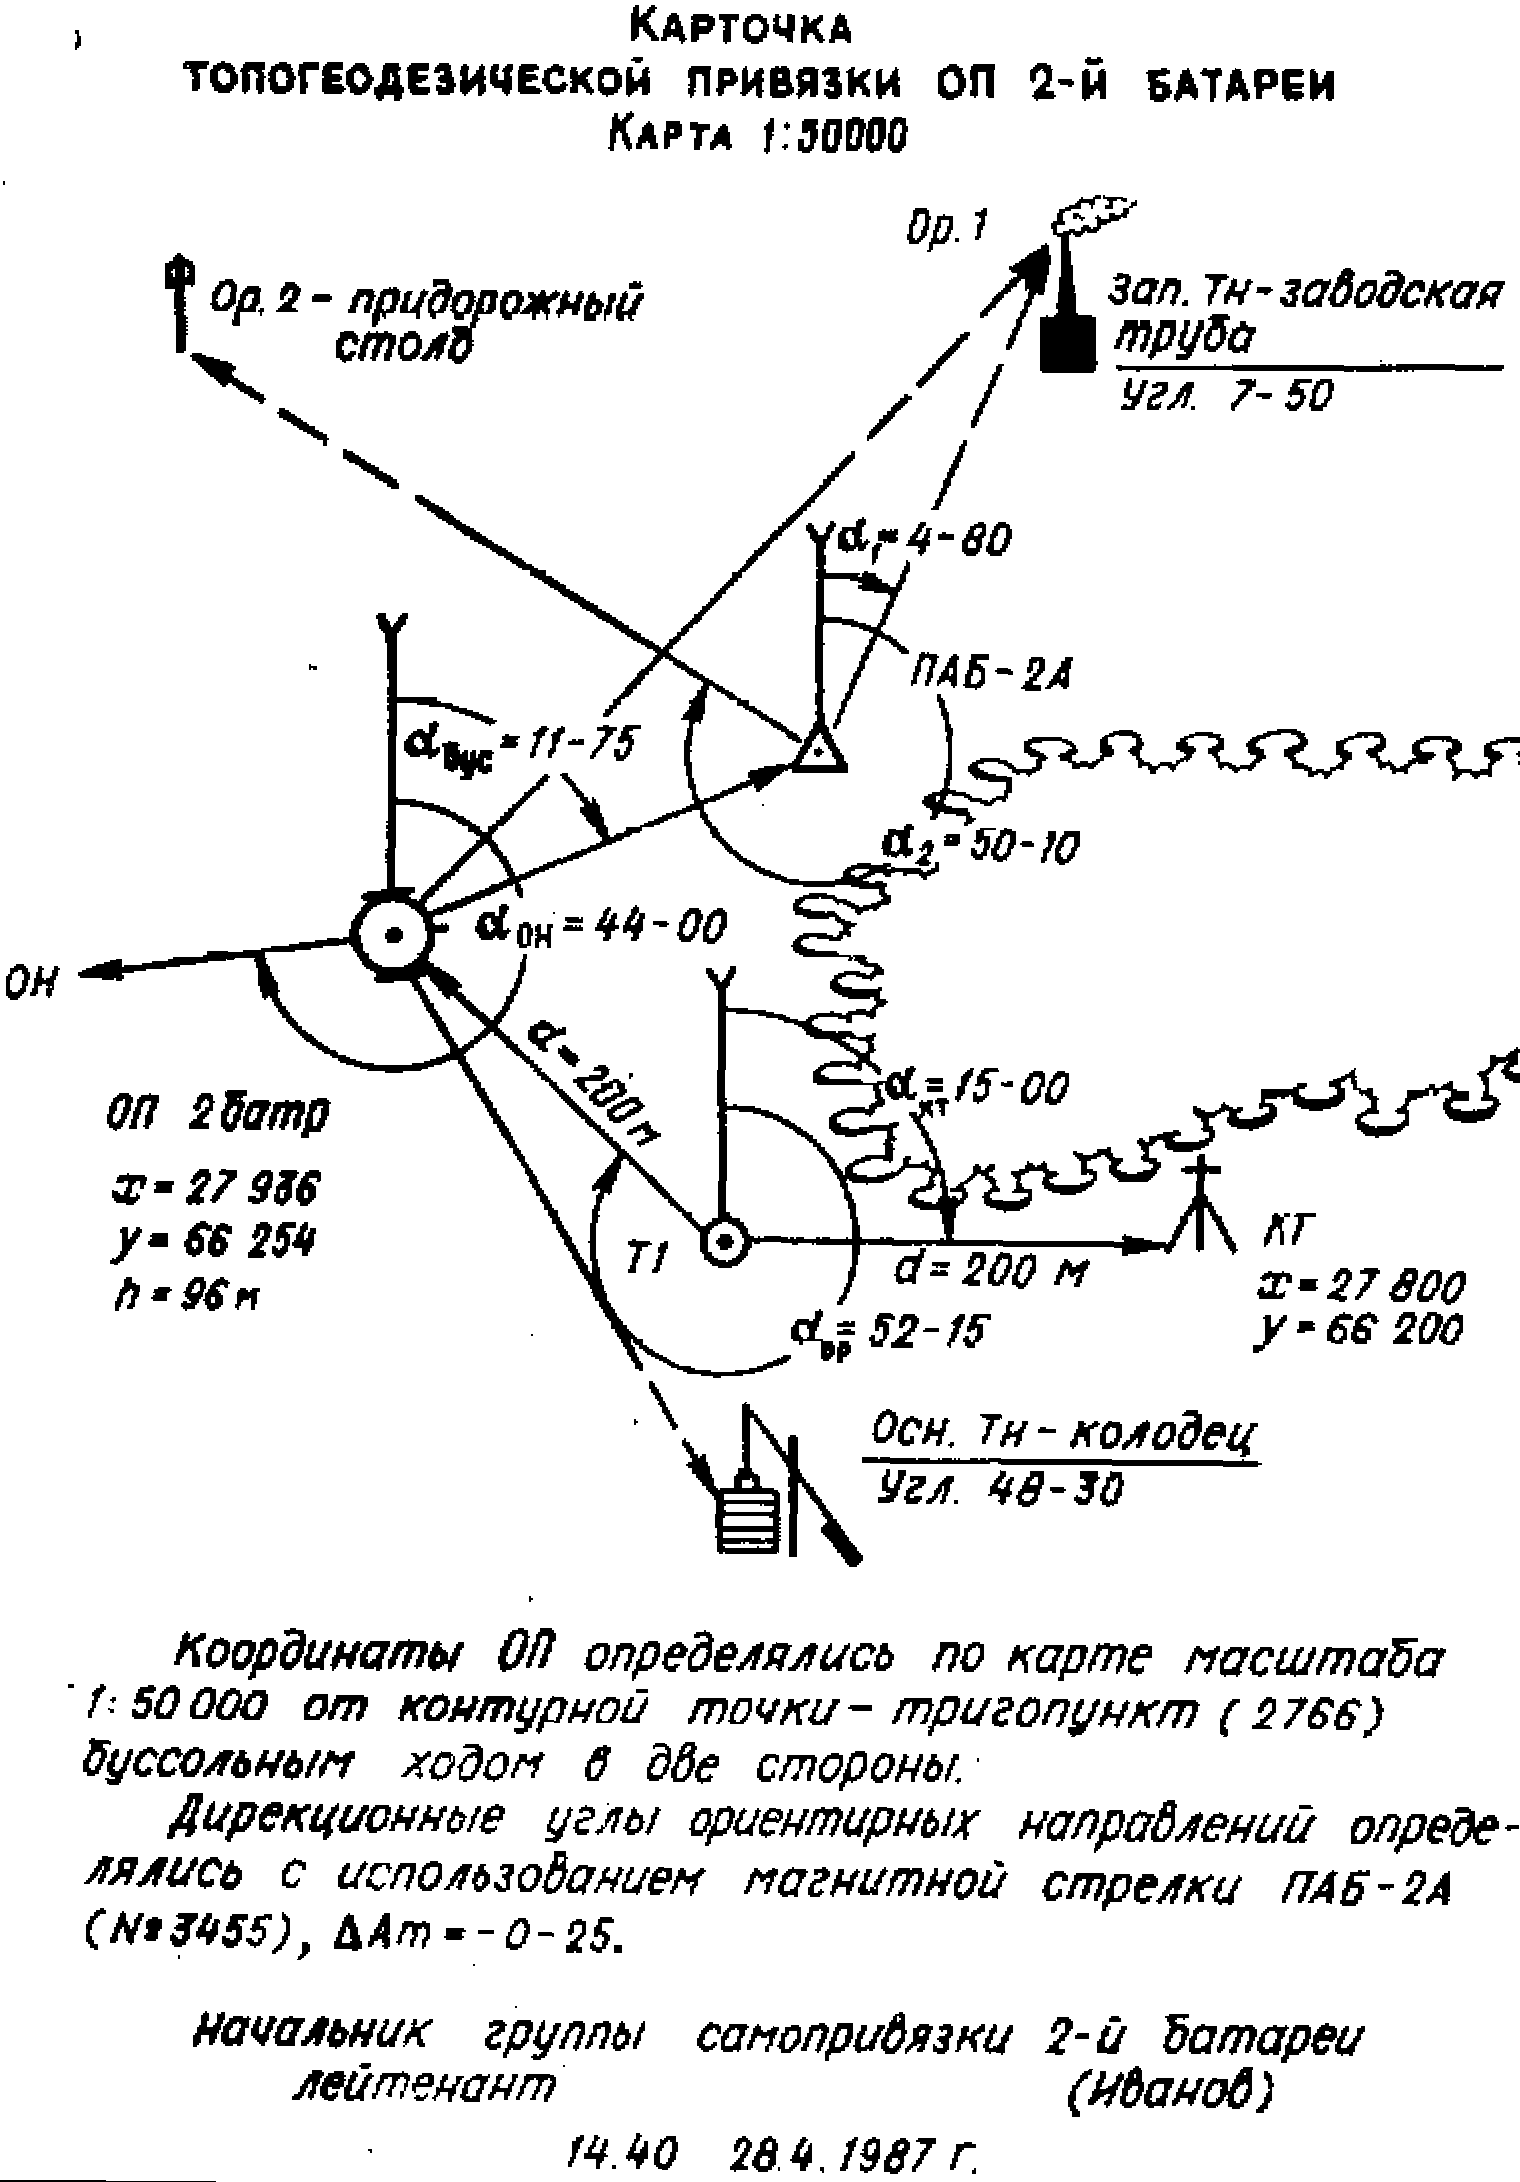 КАРТОЧКА
ТОПОГЕОДЕЗИЧЕСКОЙ ПРИВЯЗКИ ОП 2-Й БАТАРЕИ
КАРТА 1:50000
Ор. 1
Ор. 2 - придорожный
столб
Зап. Тн - заводская
труба
Угл. 7-50
α₁ = 4-80
ПАБ-2А
αБус = 11-75
α₂ = 50-10
αОН = 44-00
ОН
d = 200 м
αКТ = 15-00
ОП 2 батр
x = 27 936
y = 66 254
h = 96 м
Т1
КТ
d = 200 м
x = 27 800
y = 66 200
αор = 52-15
Осн. Тн - колодец
Угл. 48-30
Координаты ОП определялись по карте масштаба
1:50 000 от контурной точки - тригопункт (2766)
буссольным ходом в две стороны.
Дирекционные углы ориентирных направлений опреде-
лялись с использованием магнитной стрелки ПАБ-2А
(№ 3455), ΔAm = -0-25.
Начальник группы самопривязки 2-й батареи
лейтенант (Иванов)
14.40 28.4.1987 г.